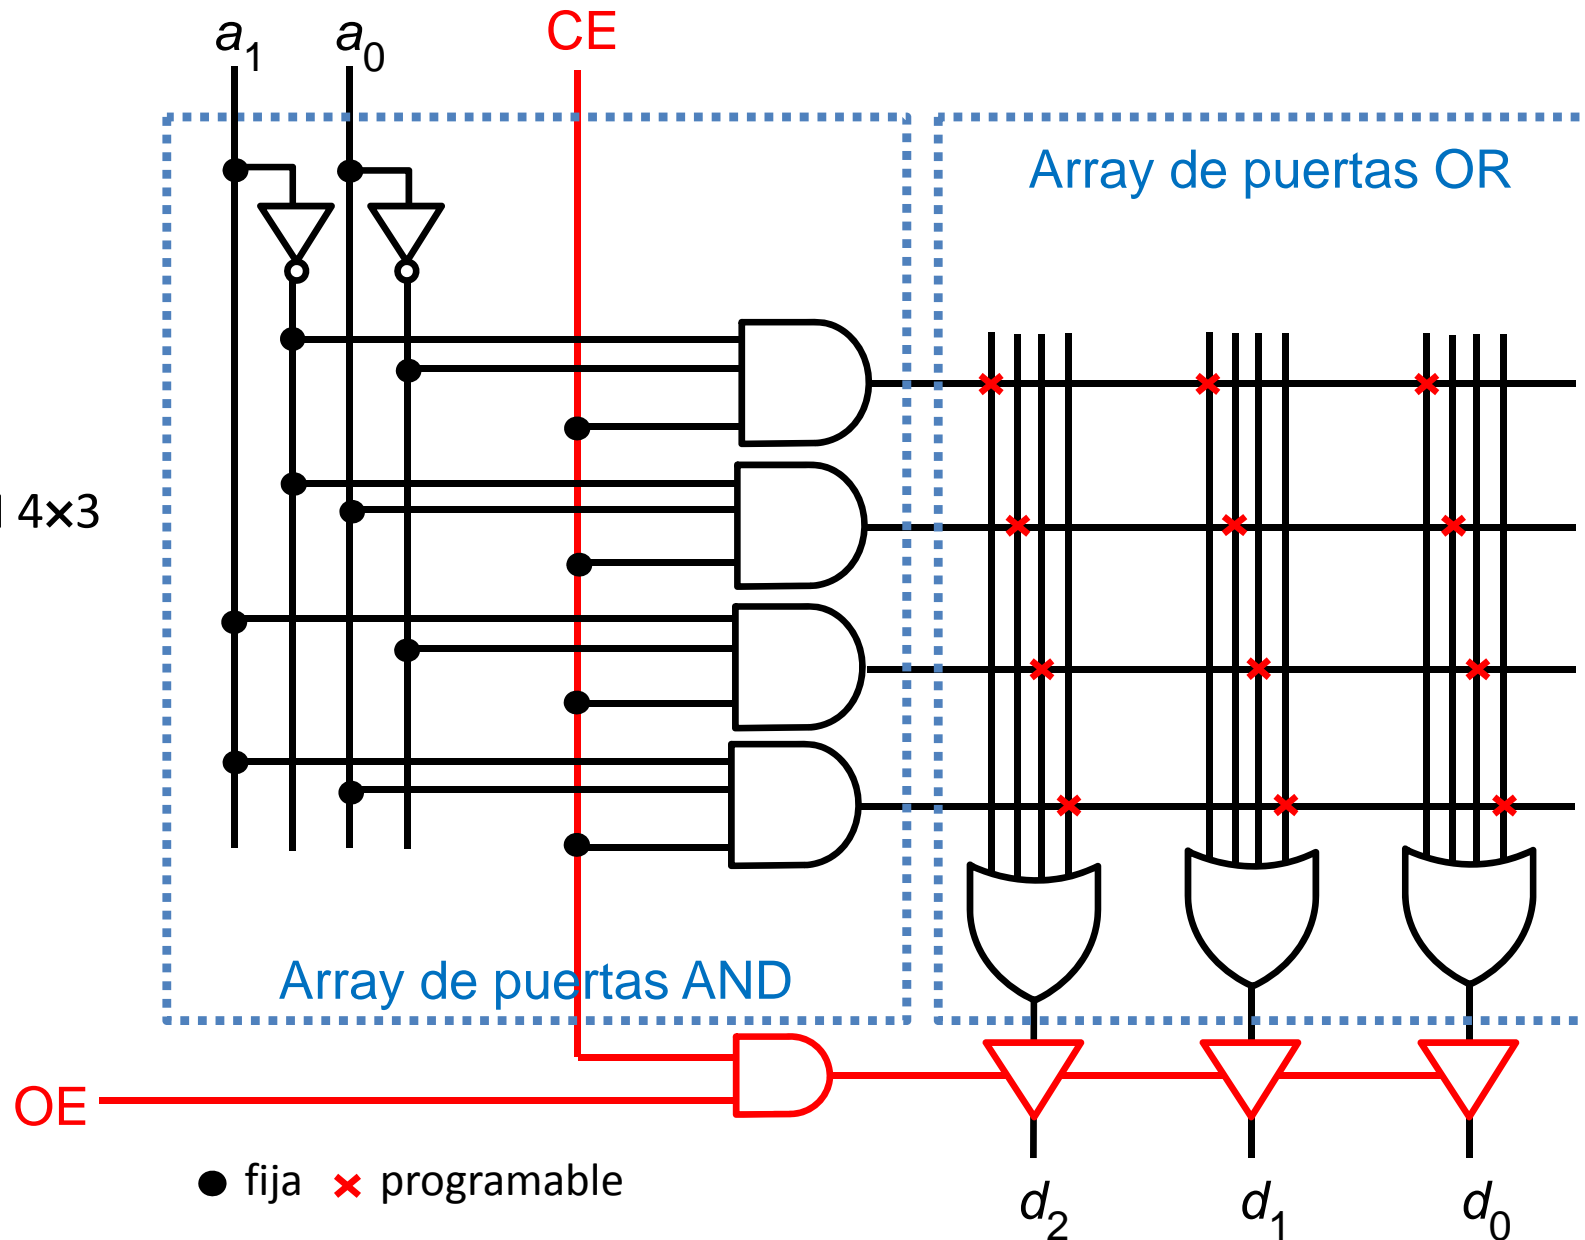 a1 a0 CE
Array de puertas OR
4×3
Array de puertas AND
OE
fija programable
d2 d1 d0